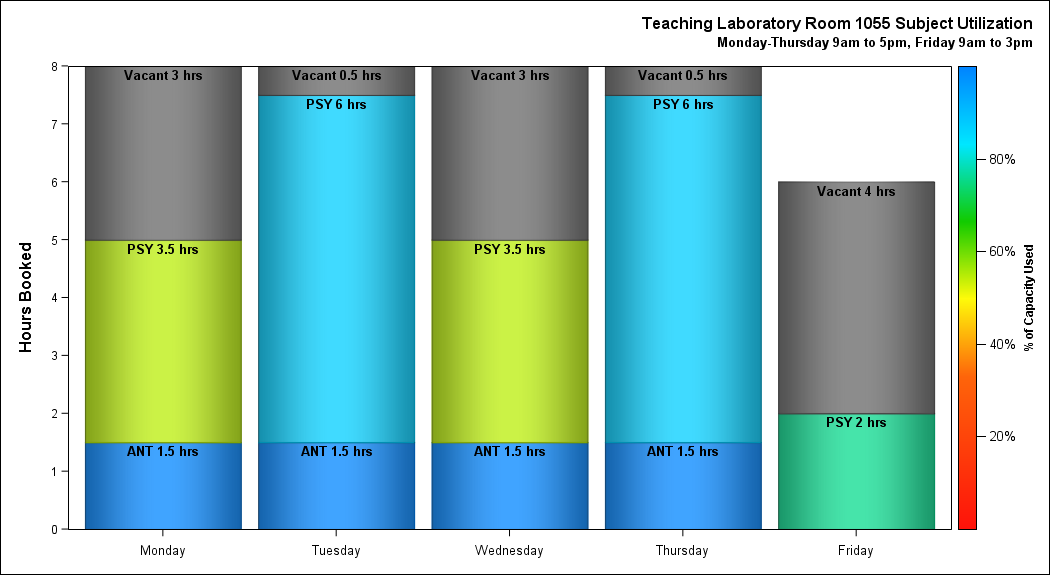 Teaching Laboratory Room 1055 Subject Utilization
Monday-Thursday 9am to 5pm, Friday 9am to 3pm
Hours Booked
8
7
6
5
4
3
2
1
0
Vacant 3 hrs
PSY 3.5 hrs
ANT 1.5 hrs
Vacant 0.5 hrs
PSY 6 hrs
ANT 1.5 hrs
Vacant 3 hrs
PSY 3.5 hrs
ANT 1.5 hrs
Vacant 0.5 hrs
PSY 6 hrs
ANT 1.5 hrs
Vacant 4 hrs
PSY 2 hrs
Monday
Tuesday
Wednesday
Thursday
Friday
80%
60%
40%
20%
% of Capacity Used